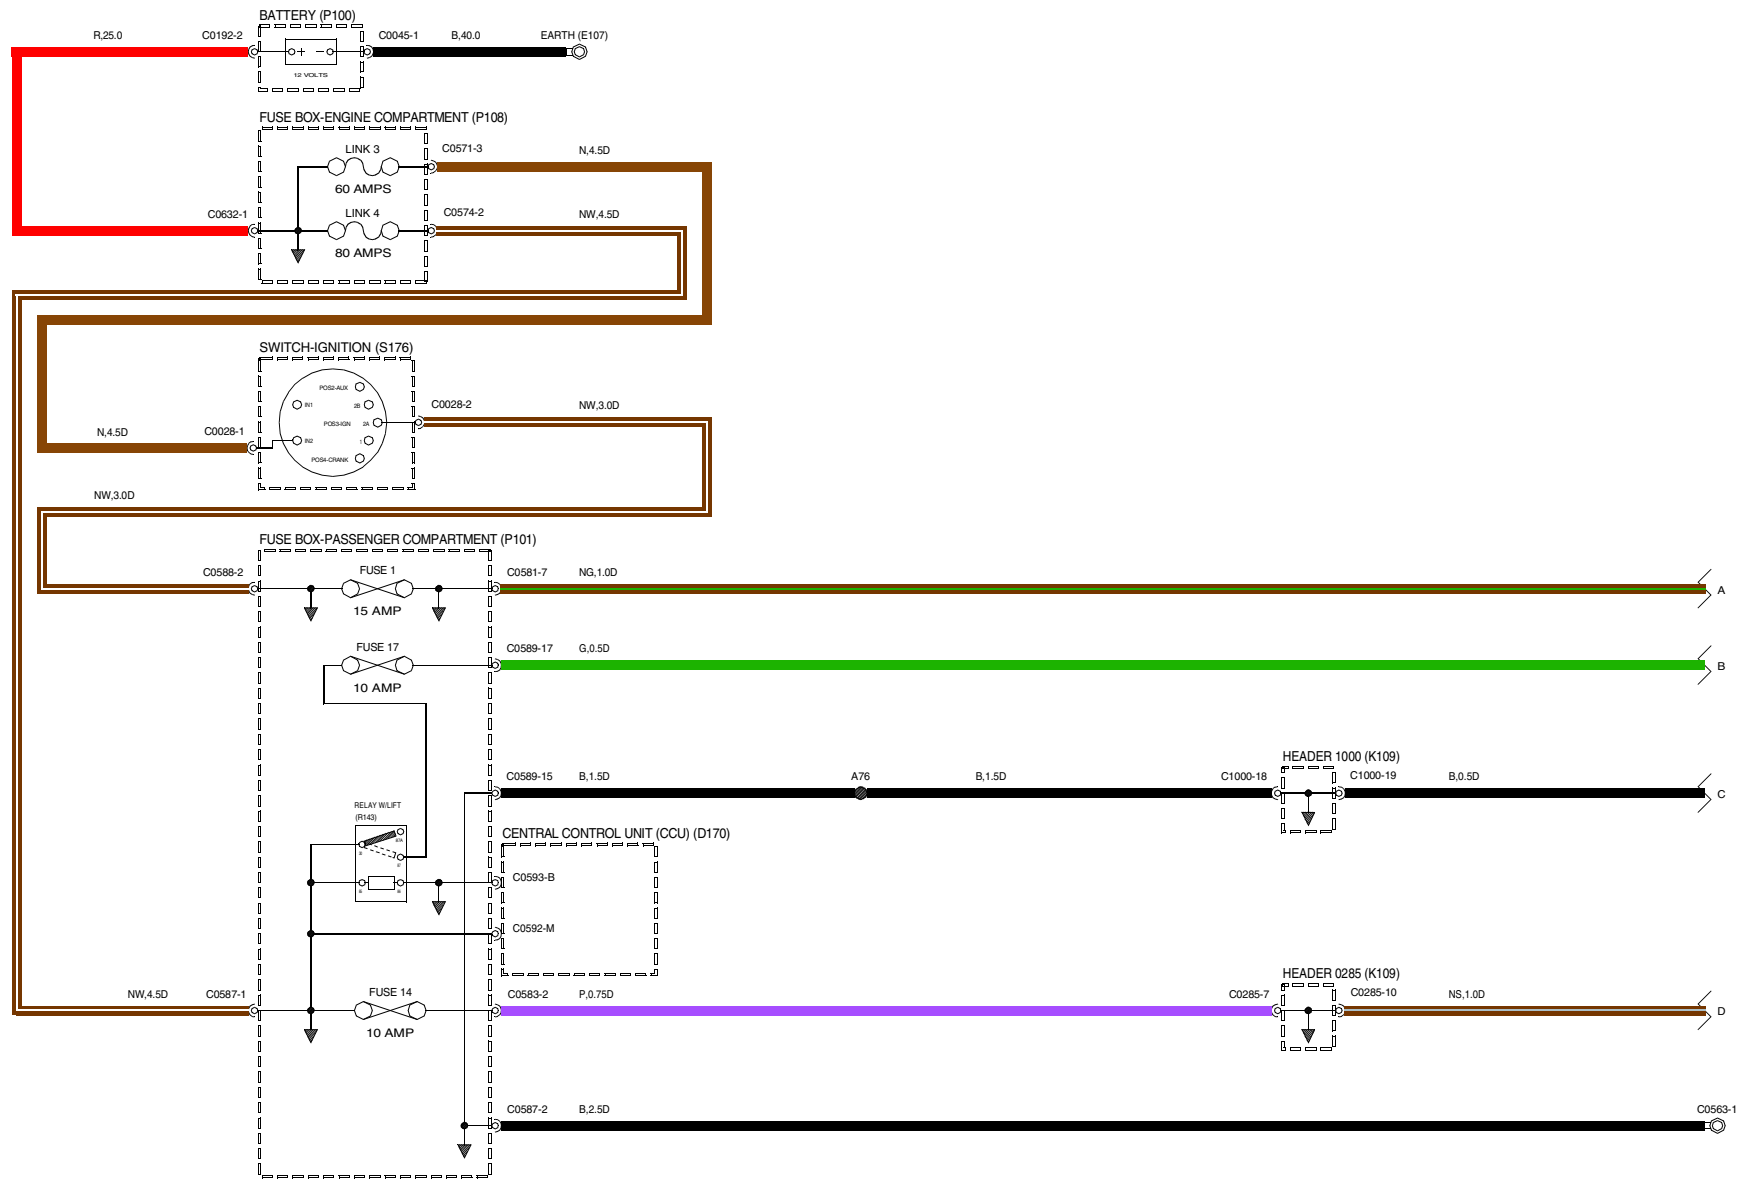 BATTERY (P100)
R,25.0
C0192-2
C0045-1
B,40.0
EARTH (E107)
+ −
12 VOLTS
FUSE BOX-ENGINE COMPARTMENT (P108)
LINK 3
C0571-3
N,4.5D
60 AMPS
C0632-1
LINK 4
C0574-2
NW,4.5D
80 AMPS
SWITCH-IGNITION (S176)
POS2-AUX
IN1
2B
C0028-2
NW,3.0D
POS3-IGN
2A
N,4.5D
C0028-1
IN2
1
POS4-CRANK
NW,3.0D
FUSE BOX-PASSENGER COMPARTMENT (P101)
C0588-2
FUSE 1
C0581-7
NG,1.0D
15 AMP
A
FUSE 17
C0589-17
G,0.5D
10 AMP
B
HEADER 1000 (K109)
C0589-15
B,1.5D
A76
B,1.5D
C1000-18
C1000-19
B,0.5D
C
RELAY W/LIFT
(R143)
87A
CENTRAL CONTROL UNIT (CCU) (D170)
C0593-B
C0592-M
HEADER 0285 (K109)
NW,4.5D
C0587-1
FUSE 14
C0583-2
P,0.75D
C0285-7
C0285-10
NS,1.0D
10 AMP
D
C0587-2
B,2.5D
C0563-1